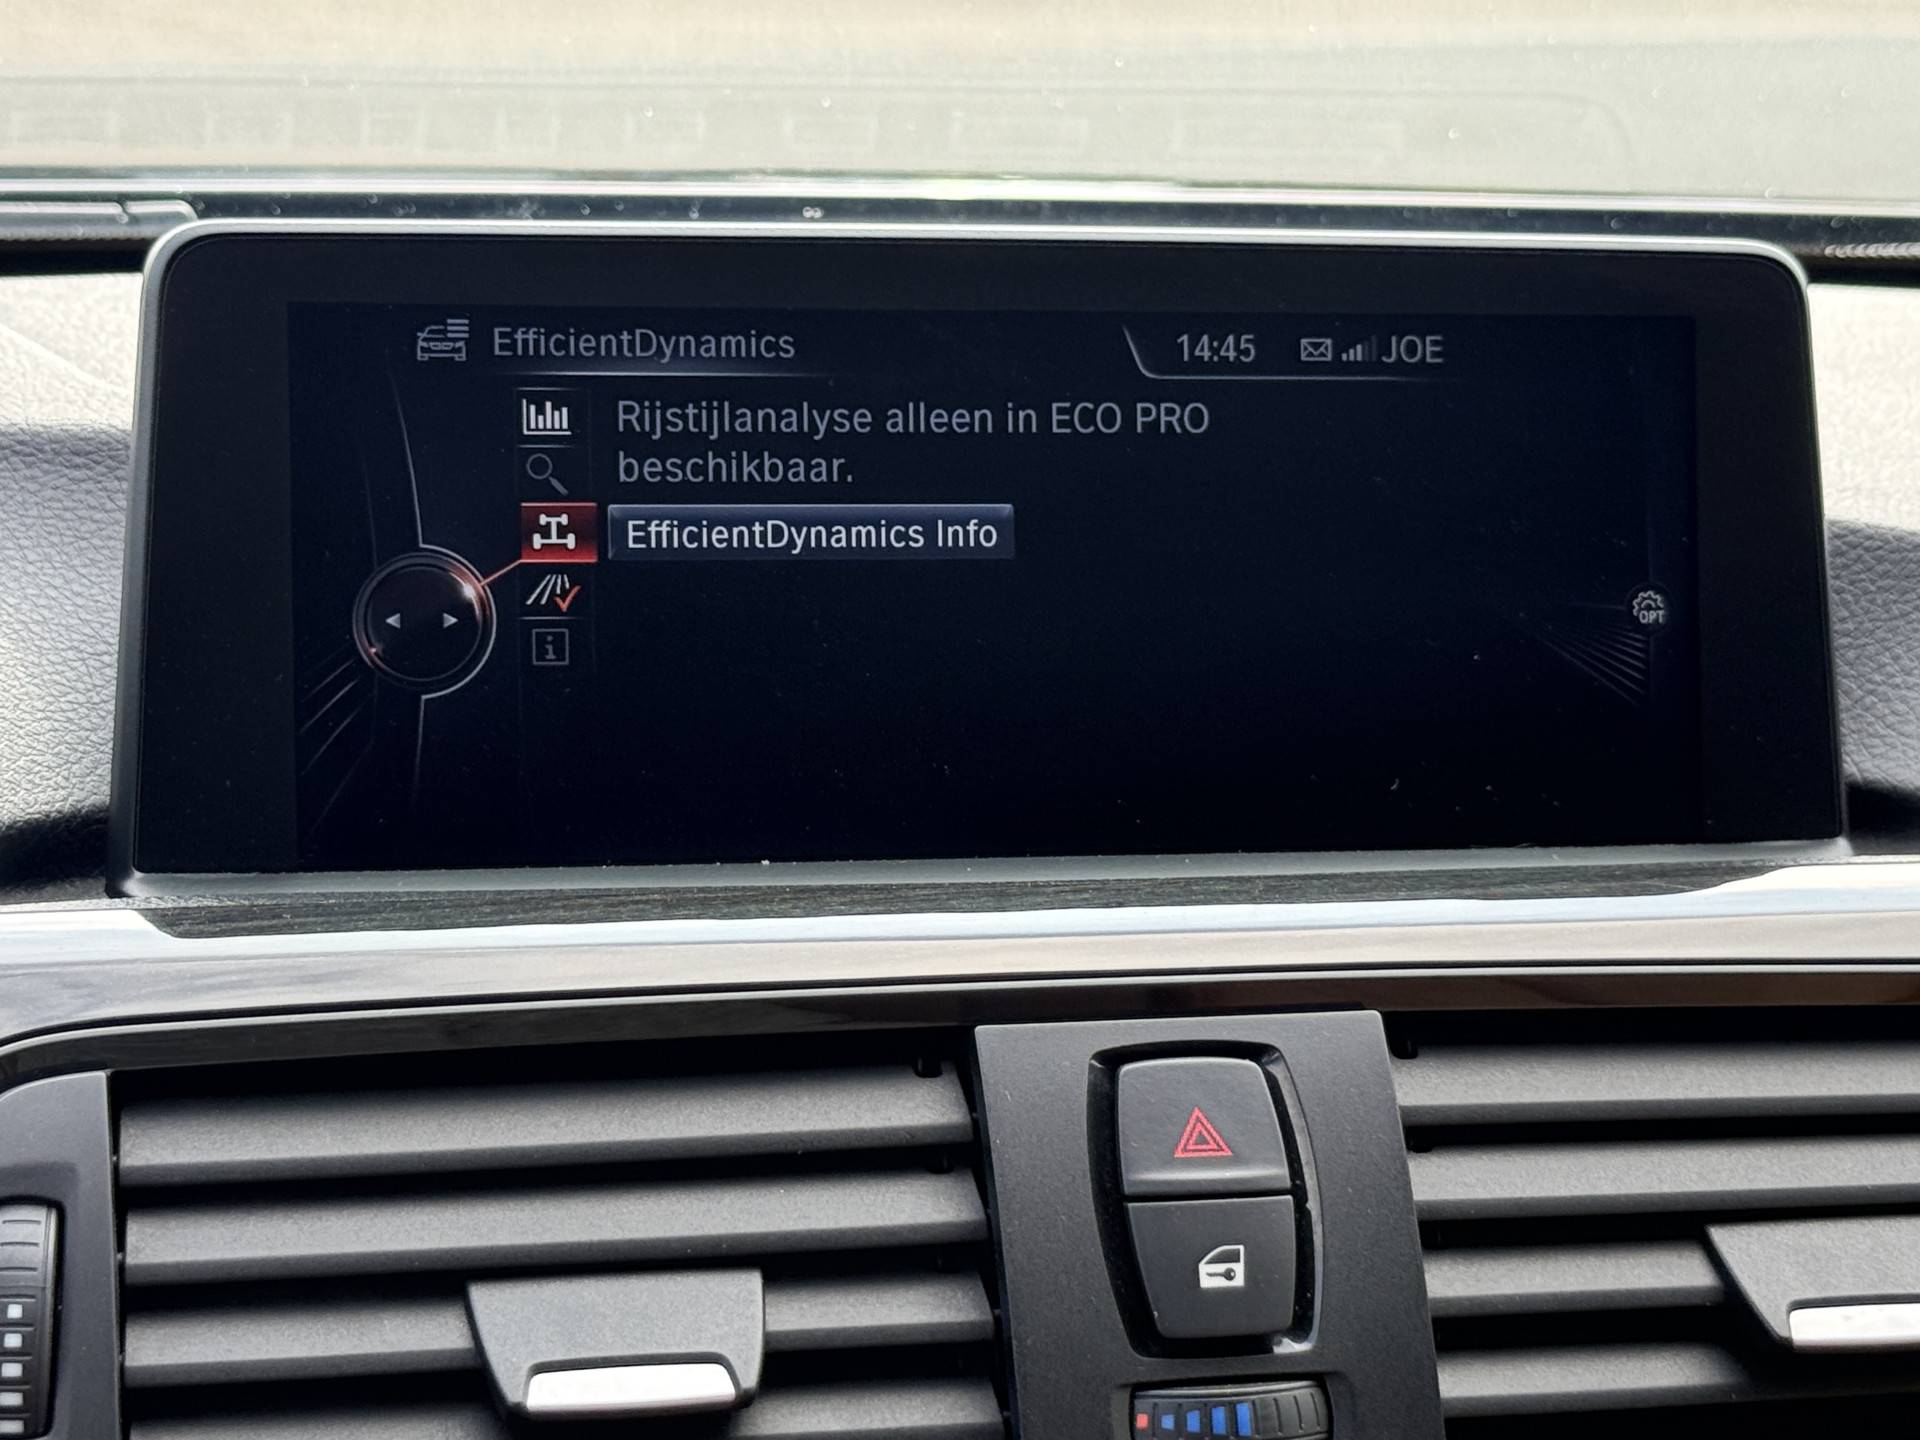 EfficientDynamics
14:45 JOE
Rijstijlanalyse alleen in ECO PRO
beschikbaar.
EfficientDynamics Info
OPT